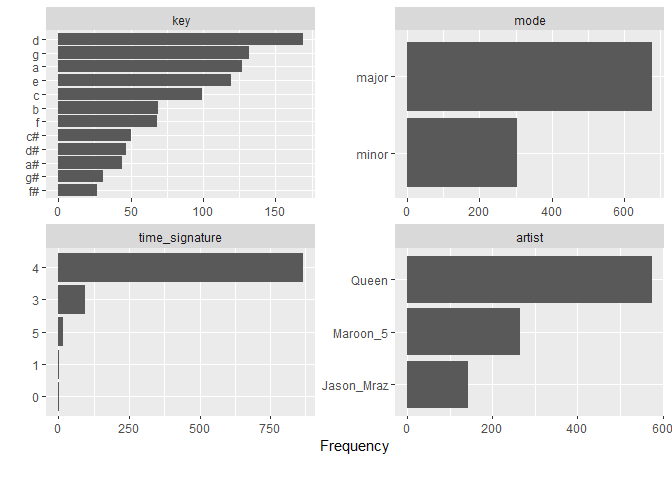 key
d
g
a
e
c
b
f
c#
d#
a#
g#
f#
0 50 100 150
mode
major
minor
0 200 400 600
time_signature
4
3
5
1
0
0 250 500 750
artist
Queen
Maroon_5
Jason_Mraz
0 200 400 600
Frequency